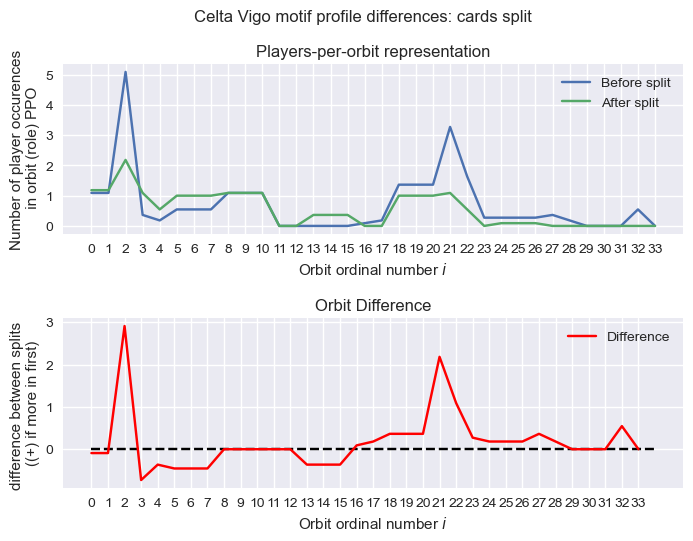 Celta Vigo motif profile differences: cards split
Players-per-orbit representation
Number of player occurences
in orbit (role) PPO
5
4
3
2
1
0
Before split
After split
0 1 2 3 4 5 6 7 8 9 10 11 12 13 14 15 16 17 18 19 20 21 22 23 24 25 26 27 28 29 30 31 32 33
Orbit ordinal number i
Orbit Difference
difference between splits
((+) if more in first)
3
2
1
0
Difference
0 1 2 3 4 5 6 7 8 9 10 11 12 13 14 15 16 17 18 19 20 21 22 23 24 25 26 27 28 29 30 31 32 33
Orbit ordinal number i